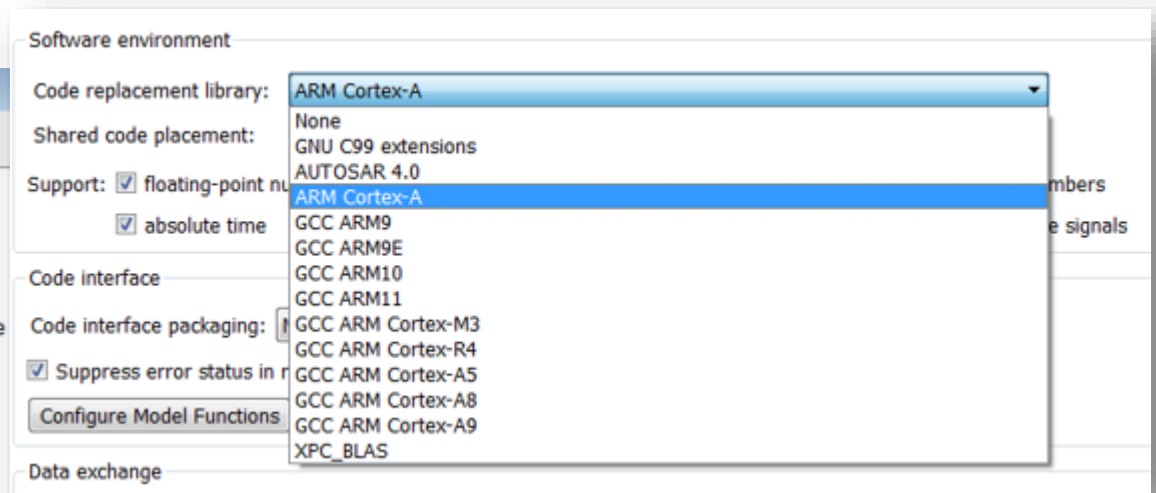 Software environment
Code replacement library: ARM Cortex-A
None
Shared code placement:
GNU C99 extensions
AUTOSAR 4.0
Support: floating-point
ARM Cortex-A
absolute time
signals
GCC ARM9
GCC ARM9E
Code interface
GCC ARM10
GCC ARM11
Code interface packaging:
GCC ARM Cortex-M3
GCC ARM Cortex-R4
Suppress error status in
GCC ARM Cortex-A5
GCC ARM Cortex-A8
Configure Model Functions
GCC ARM Cortex-A9
XPC_BLAS
Data exchange